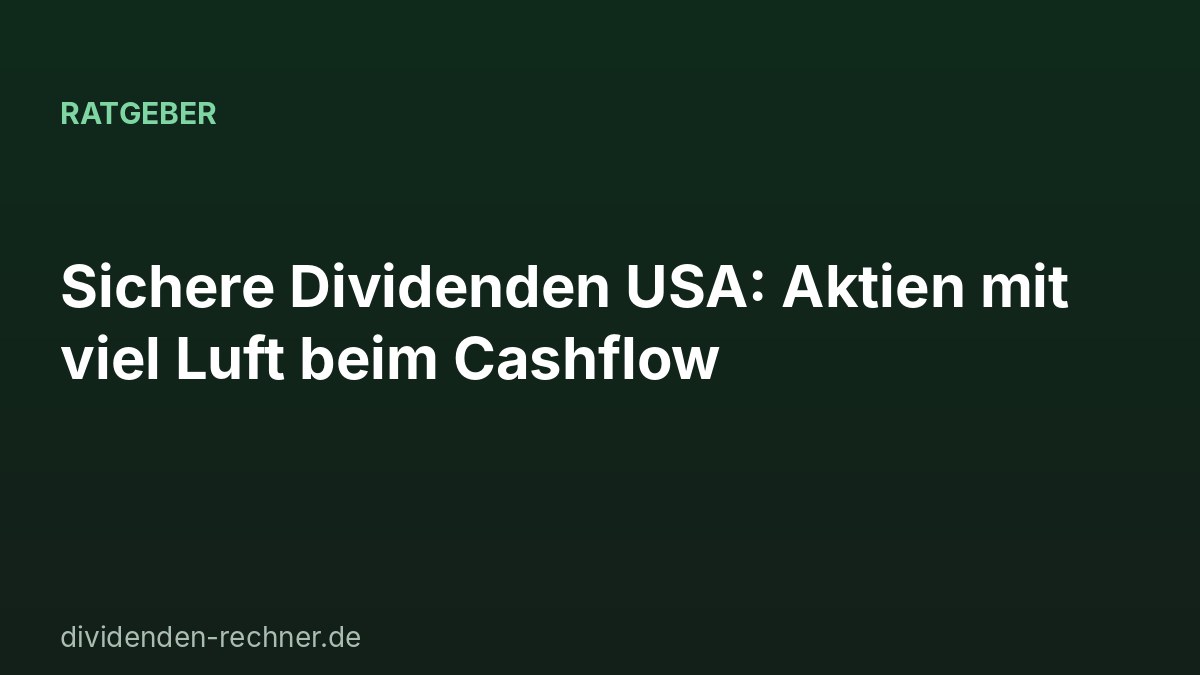 RATGEBER
Sichere Dividenden USA: Aktien mit
viel Luft beim Cashflow
dividenden-rechner.de